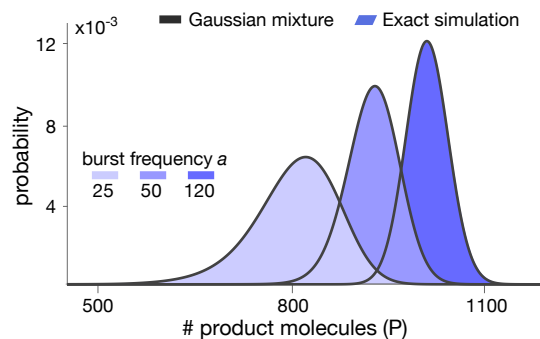 Gaussian mixture Exact simulation
x10⁻³
12
8
4
probability
burst frequency a
25 50 120
500 800 1100
# product molecules (P)